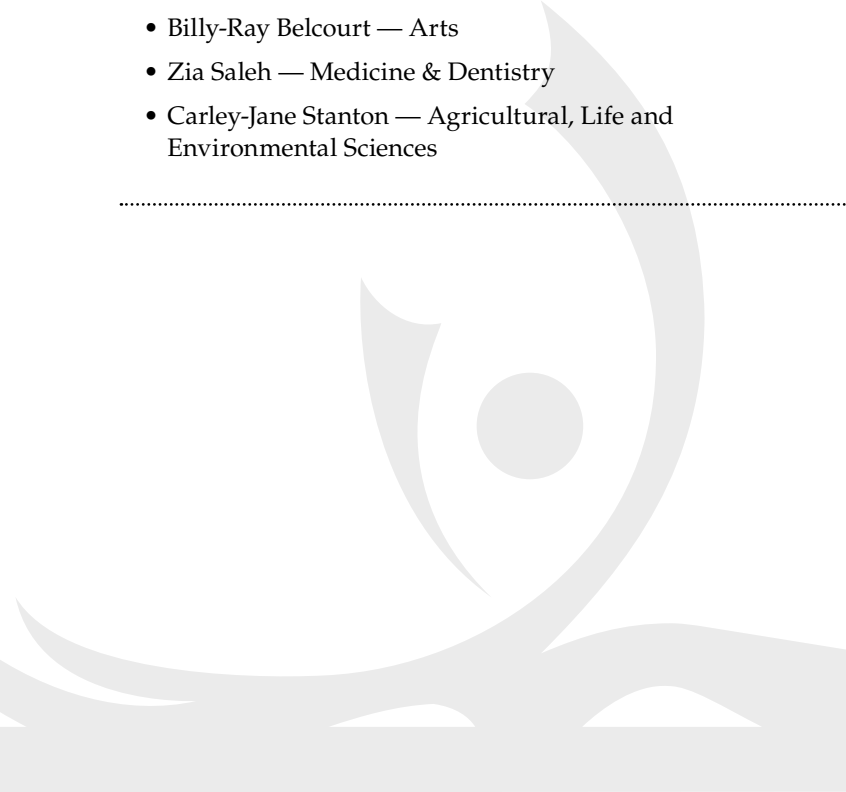 • Billy-Ray Belcourt — Arts
• Zia Saleh — Medicine & Dentistry
• Carley-Jane Stanton — Agricultural, Life and
Environmental Sciences